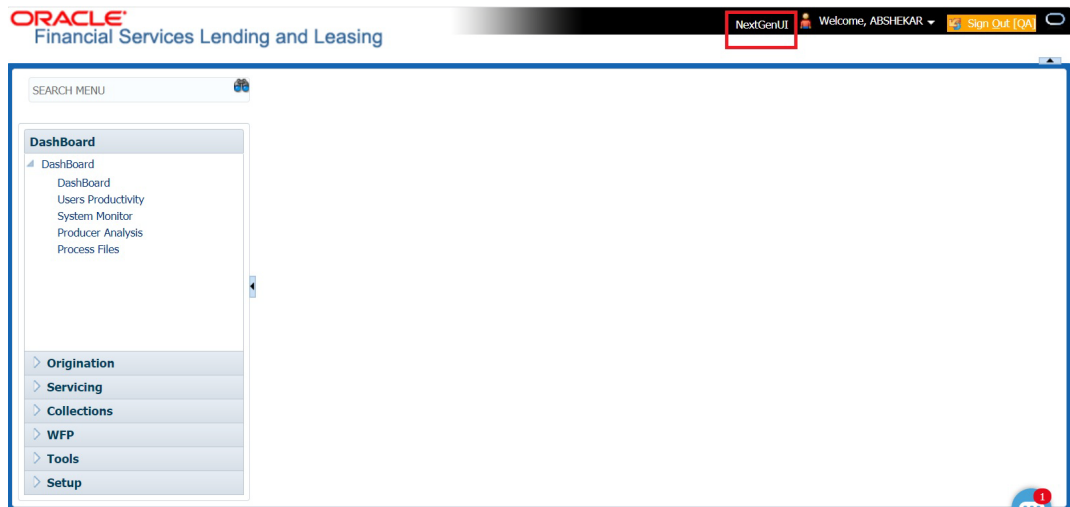 ORACLE
Financial Services Lending and Leasing
NextGenUI
Welcome, ABSHEKAR
Sign Out [QA]
SEARCH MENU
DashBoard
DashBoard
DashBoard
Users Productivity
System Monitor
Producer Analysis
Process Files
Origination
Servicing
Collections
WFP
Tools
Setup
1